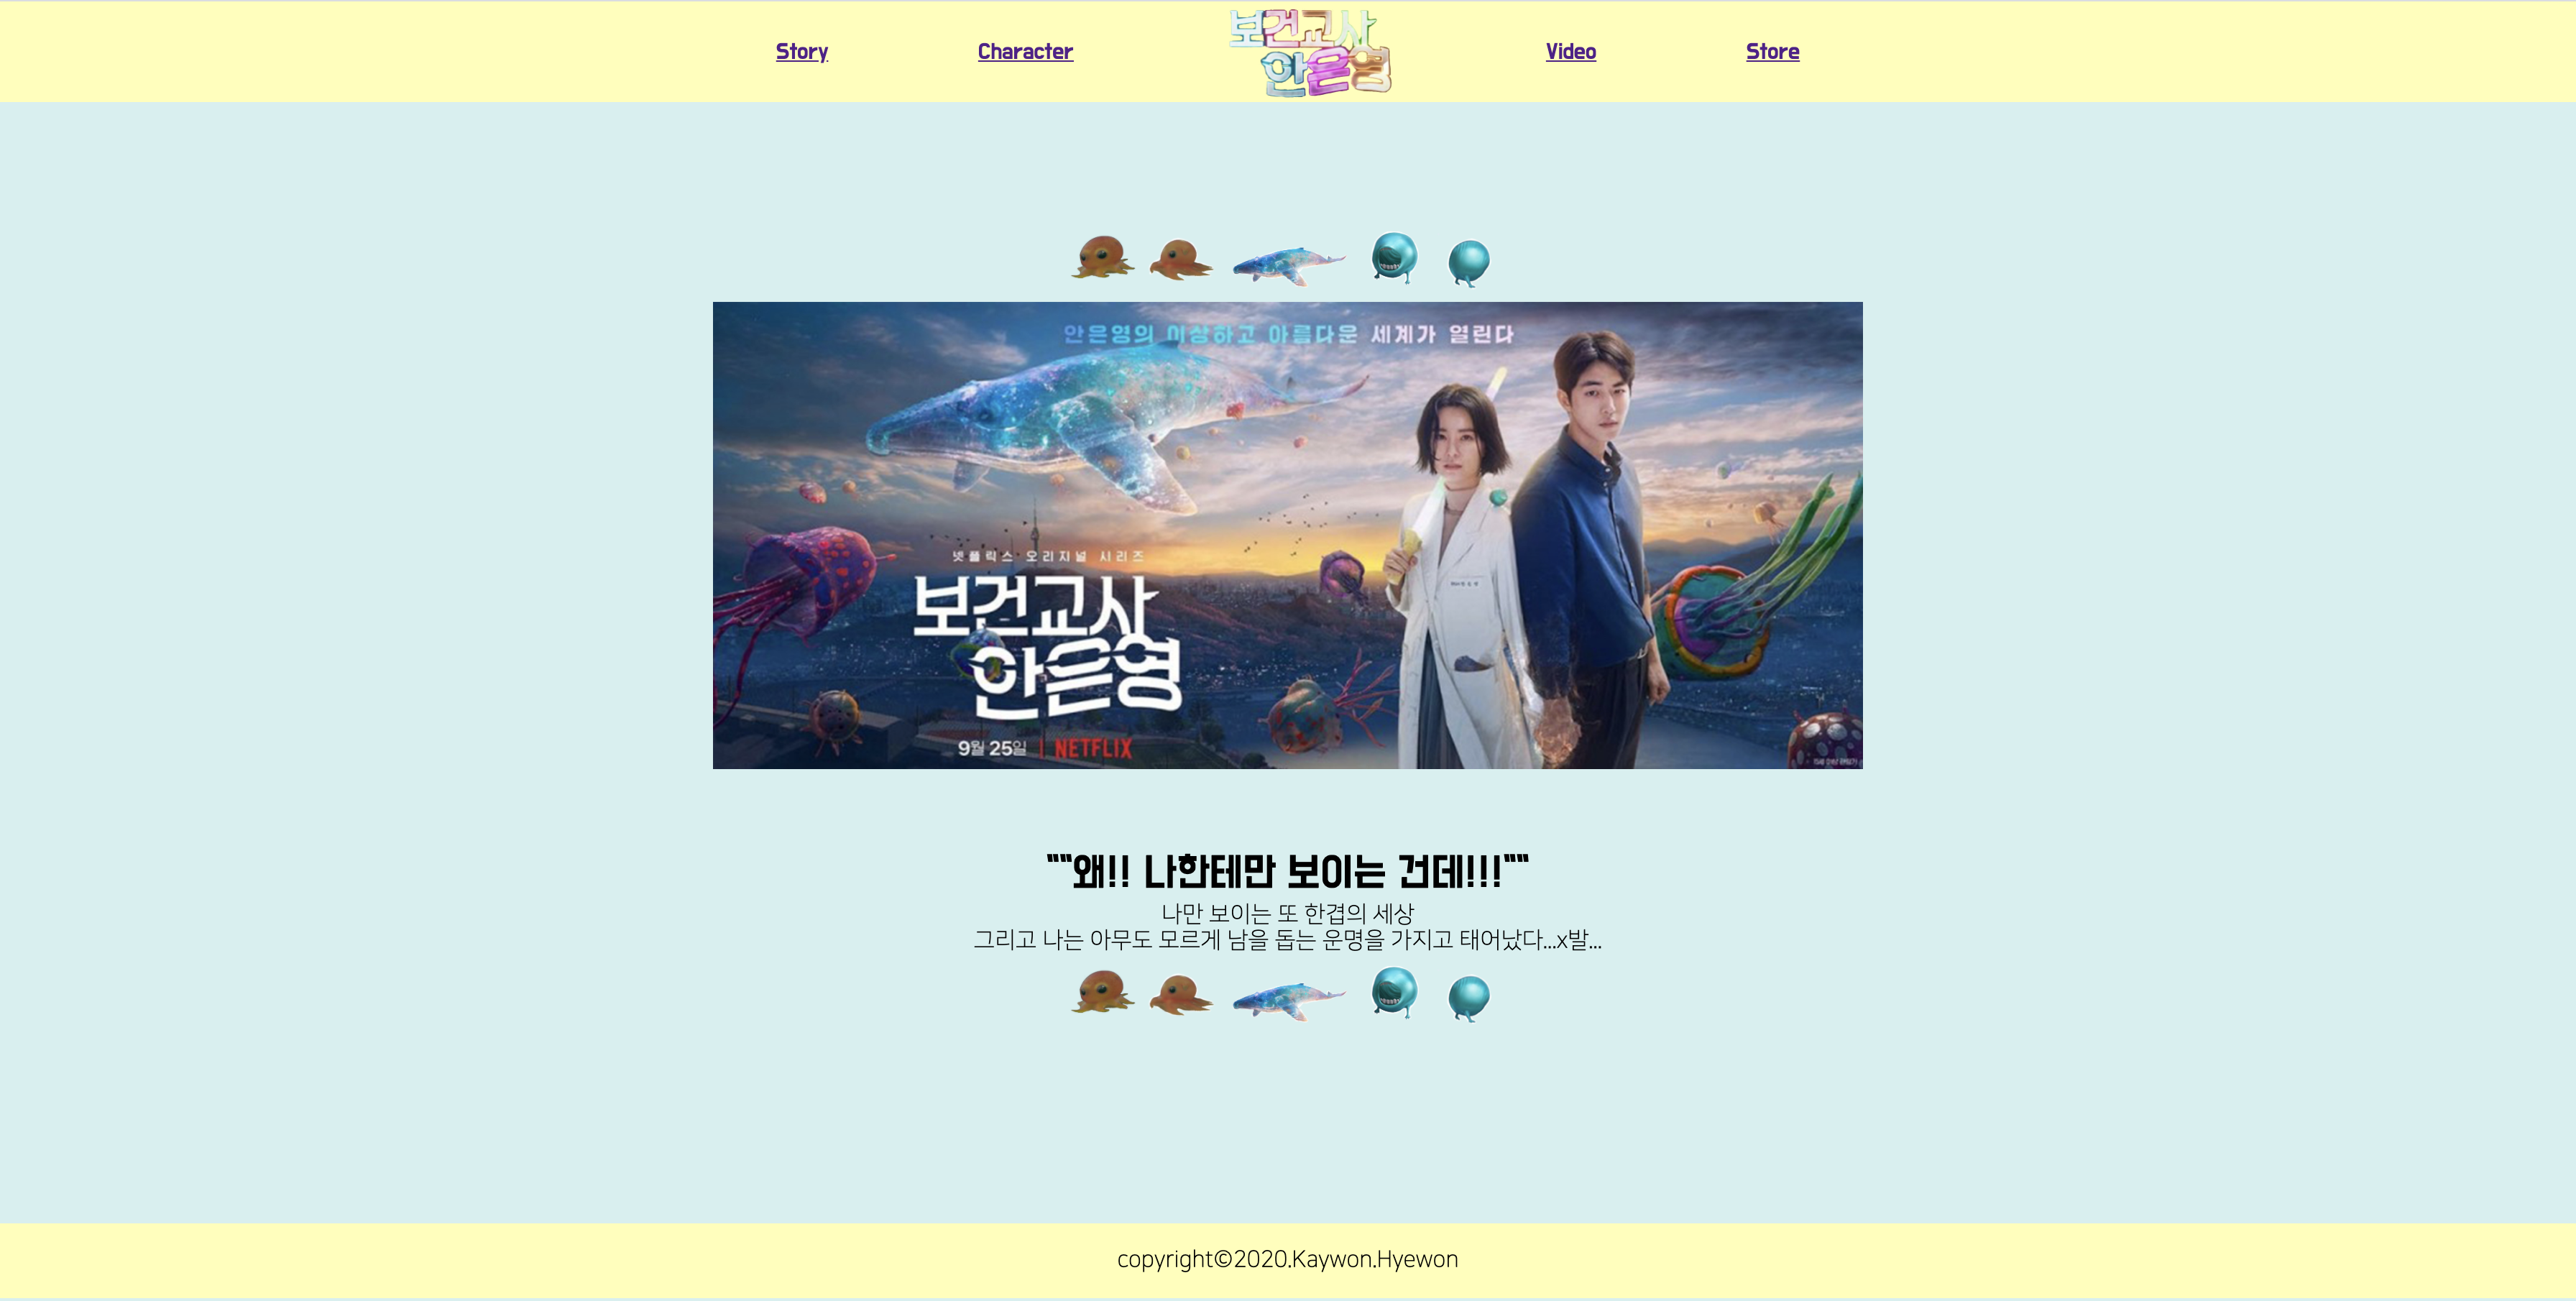 Story
Character
보건교사
안은영
Video
Store
안은영의 이상하고 아름다운 세계가 열린다
넷플릭스 오리지널 시리즈
보건교사
안은영
9월 25일 | NETFLIX
""왜!! 나한테만 보이는 건데!!!""
나만 보이는 또 한겹의 세상
그리고 나는 아무도 모르게 남을 돕는 운명을 가지고 태어났다...x발...
copyright©2020.Kaywon.Hyewon